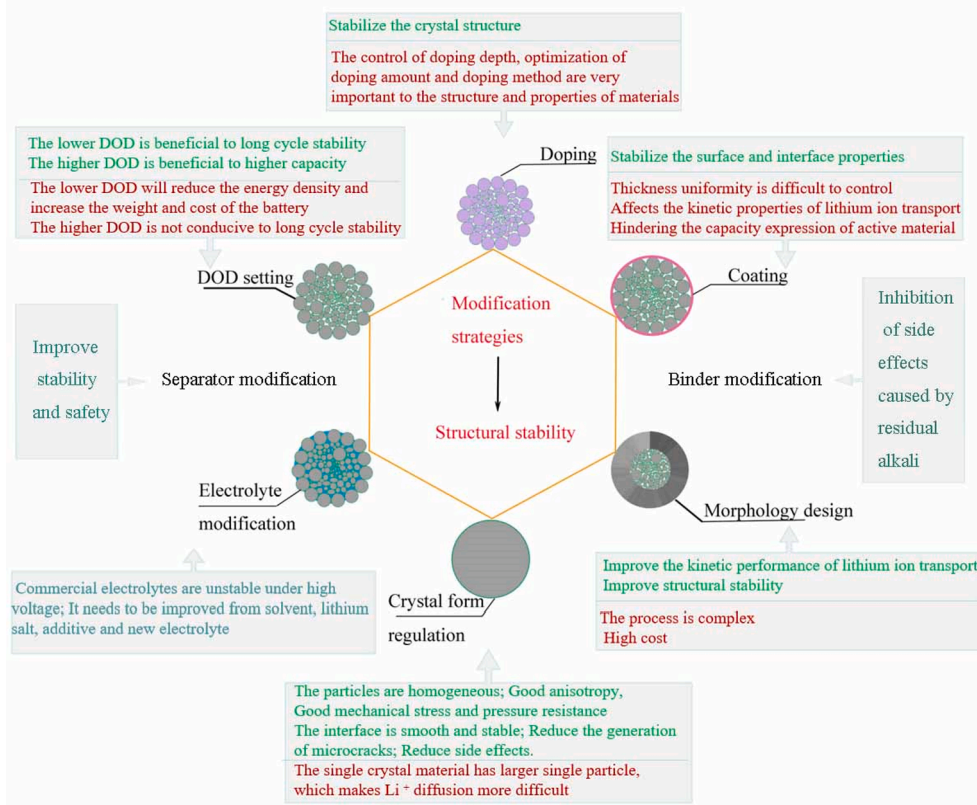 Stabilize the crystal structure
The control of doping depth, optimization of
doping amount and doping method are very
important to the structure and properties of materials
The lower DOD is beneficial to long cycle stability
The higher DOD is beneficial to higher capacity
The lower DOD will reduce the energy density and
increase the weight and cost of the battery
The higher DOD is not conducive to long cycle stability
Doping
Stabilize the surface and interface properties
Thickness uniformity is difficult to control
Affects the kinetic properties of lithium ion transport
Hindering the capacity expression of active material
DOD setting
Coating
Modification
strategies
Structural stability
Improve
stability
and safety
Separator modification
Binder modification
Inhibition
of side
effects
caused by
residual
alkali
Electrolyte
modification
Morphology design
Commercial electrolytes are unstable under high
voltage; It needs to be improved from solvent, lithium
salt, additive and new electrolyte
Crystal form
regulation
Improve the kinetic performance of lithium ion transport
Improve structural stability
The process is complex
High cost
The particles are homogeneous; Good anisotropy,
Good mechanical stress and pressure resistance
The interface is smooth and stable; Reduce the generation
of microcracks; Reduce side effects.
The single crystal material has larger single particle,
which makes Li⁺ diffusion more difficult